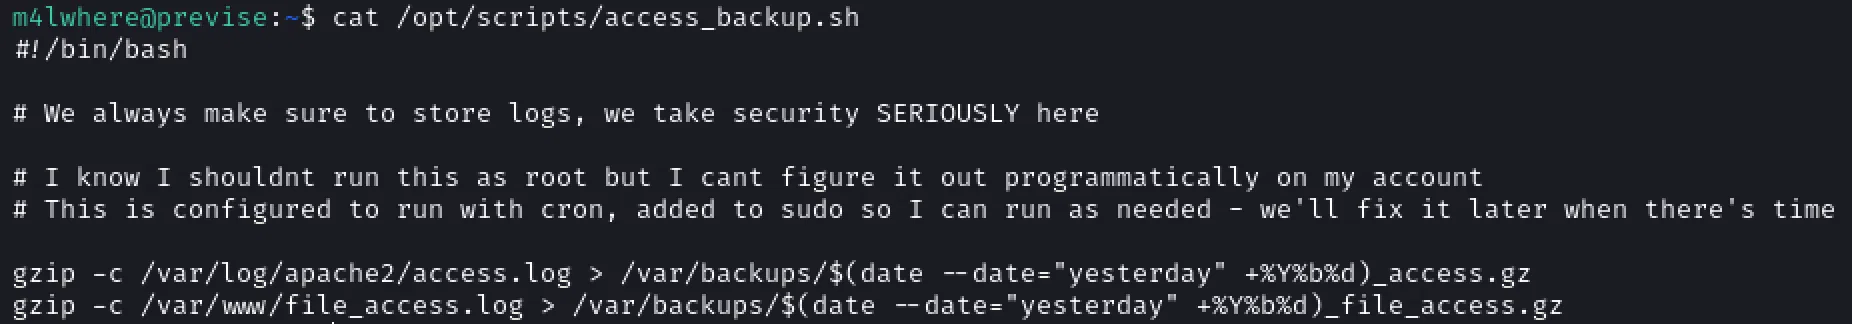 m4lwhere@previse:~$ cat /opt/scripts/access_backup.sh
#!/bin/bash
# We always make sure to store logs, we take security SERIOUSLY here
# I know I shouldnt run this as root but I cant figure it out programmatically on my account
# This is configured to run with cron, added to sudo so I can run as needed - we'll fix it later when there's time
gzip -c /var/log/apache2/access.log > /var/backups/$(date --date="yesterday" +%Y%b%d)_access.gz
gzip -c /var/www/file_access.log > /var/backups/$(date --date="yesterday" +%Y%b%d)_file_access.gz